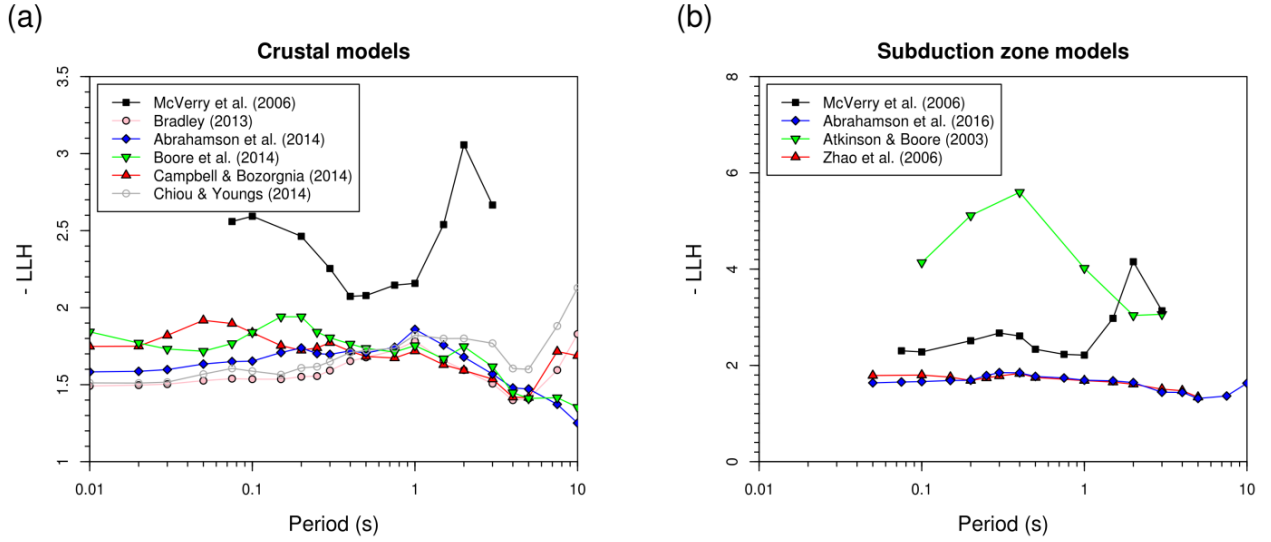 (a)
Crustal models
3.5
3
2.5
2
1.5
1
- LLH
McVerry et al. (2006)
Bradley (2013)
Abrahamson et al. (2014)
Boore et al. (2014)
Campbell & Bozorgnia (2014)
Chiou & Youngs (2014)
0.01
0.1
1
10
Period (s)
(b)
Subduction zone models
8
6
4
2
0
- LLH
McVerry et al. (2006)
Abrahamson et al. (2016)
Atkinson & Boore (2003)
Zhao et al. (2006)
0.01
0.1
1
10
Period (s)